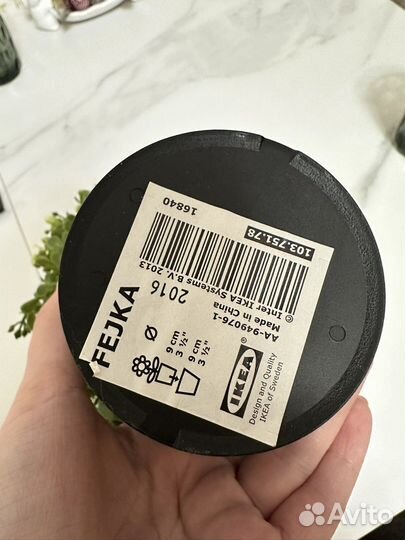 FEJKA
⌀
9 cm
3 ½"
9 cm
3 ½"
IKEA
Design and Quality
IKEA of Sweden
103.751.78
16840
2016
© Inter IKEA Systems B.V. 2013
Made in China
AA-949076-1
Avito